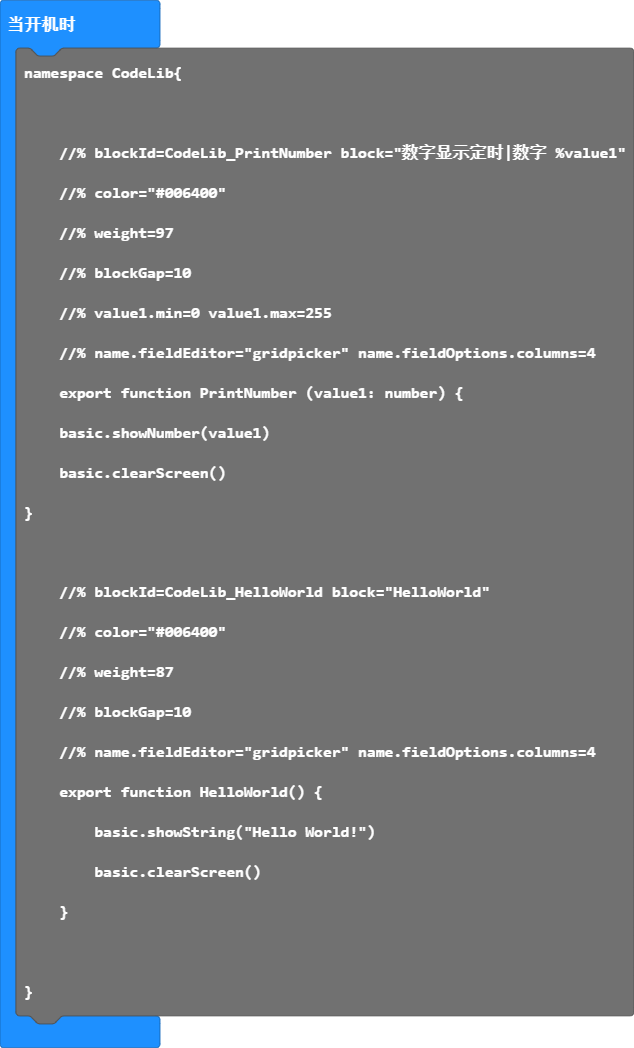 当开机时
namespace CodeLib{
//% blockId=CodeLib_PrintNumber block="数字显示定时|数字 %value1"
//% color="#006400"
//% weight=97
//% blockGap=10
//% value1.min=0 value1.max=255
//% name.fieldEditor="gridpicker" name.fieldOptions.columns=4
export function PrintNumber (value1: number) {
basic.showNumber(value1)
basic.clearScreen()
}
//% blockId=CodeLib_HelloWorld block="HelloWorld"
//% color="#006400"
//% weight=87
//% blockGap=10
//% name.fieldEditor="gridpicker" name.fieldOptions.columns=4
export function HelloWorld() {
basic.showString("Hello World!")
basic.clearScreen()
}
}